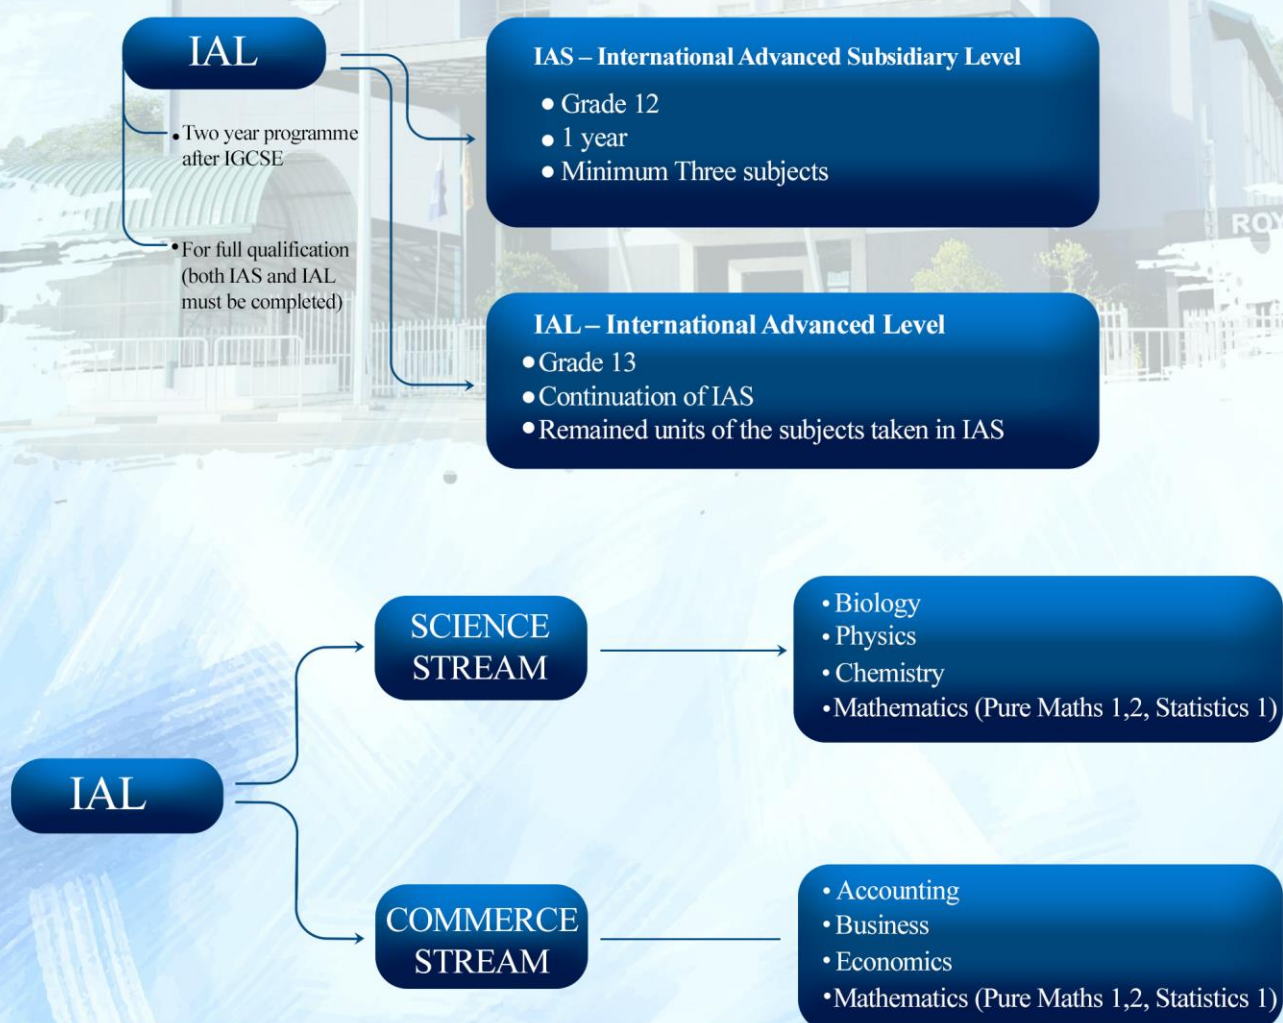 IAL
• Two year programme
after IGCSE
• For full qualification
(both IAS and IAL
must be completed)
IAS – International Advanced Subsidiary Level
• Grade 12
• 1 year
• Minimum Three subjects
ROY
IAL – International Advanced Level
• Grade 13
• Continuation of IAS
• Remained units of the subjects taken in IAS
IAL
SCIENCE
STREAM
• Biology
• Physics
• Chemistry
• Mathematics (Pure Maths 1,2, Statistics 1)
COMMERCE
STREAM
• Accounting
• Business
• Economics
• Mathematics (Pure Maths 1,2, Statistics 1)